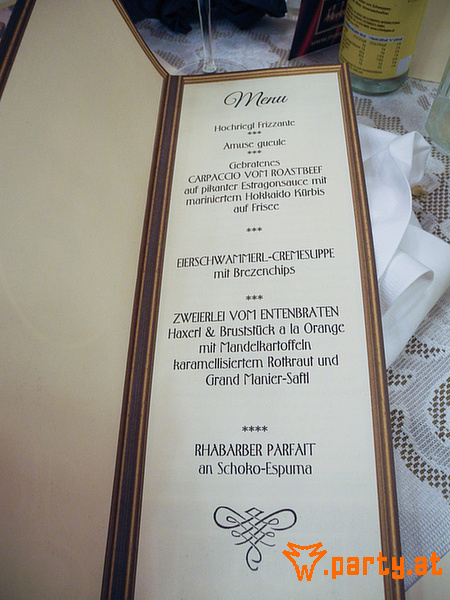 Menu
Hochriegl Frizzante
***
Amuse gueule
***
Gebratenes
CARPACCIO VOM ROASTBEEF
auf pikanter Estragonsauce mit
mariniertem Hokkaido Kürbis
auf Frisee
***
EIERSCHWAMMERL-CREMESUPPE
mit Brezenchips
***
ZWEIERLEI VOM ENTENBRATEN
Haxerl & Bruststück a la Orange
mit Mandelkartoffeln
karamellisiertem Rotkraut und
Grand Manier-Saftl
****
RHABARBER PARFAIT
an Schoko-Espuma
w.party.at